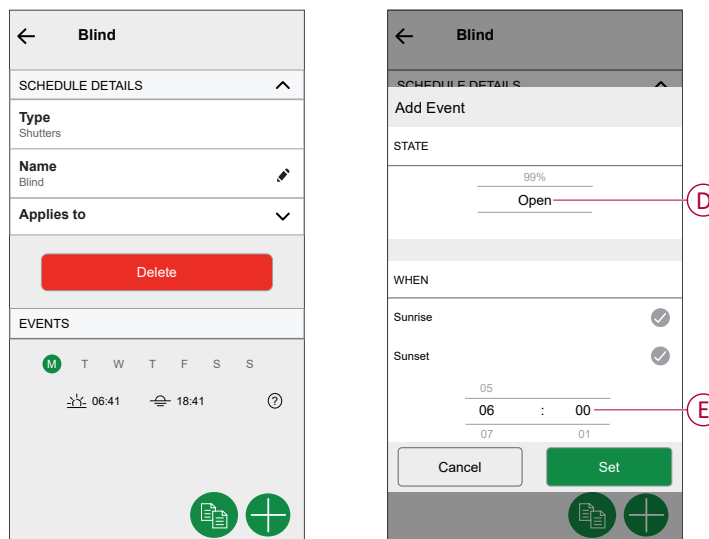 Blind
SCHEDULE DETAILS
Type
Shutters
Name
Blind
Applies to
Delete
EVENTS
M T W T F S S
06:41 18:41 ?
Blind
SCHEDULE DETAILS
Add Event
STATE
99%
Open
D
WHEN
Sunrise
Sunset
05
06 : 00
E
07 01
Cancel Set